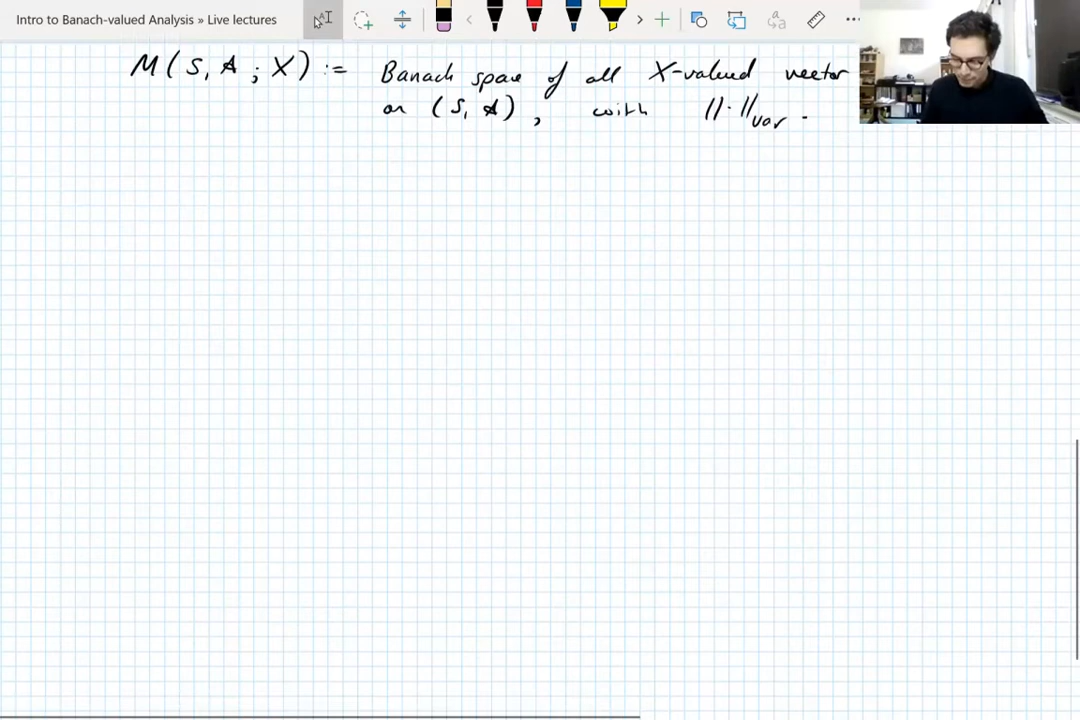 Intro to Banach-valued Analysis » Live lectures
M(S, A; X) := Banach space of all X-valued vector
on (S, A), with ||·||var.